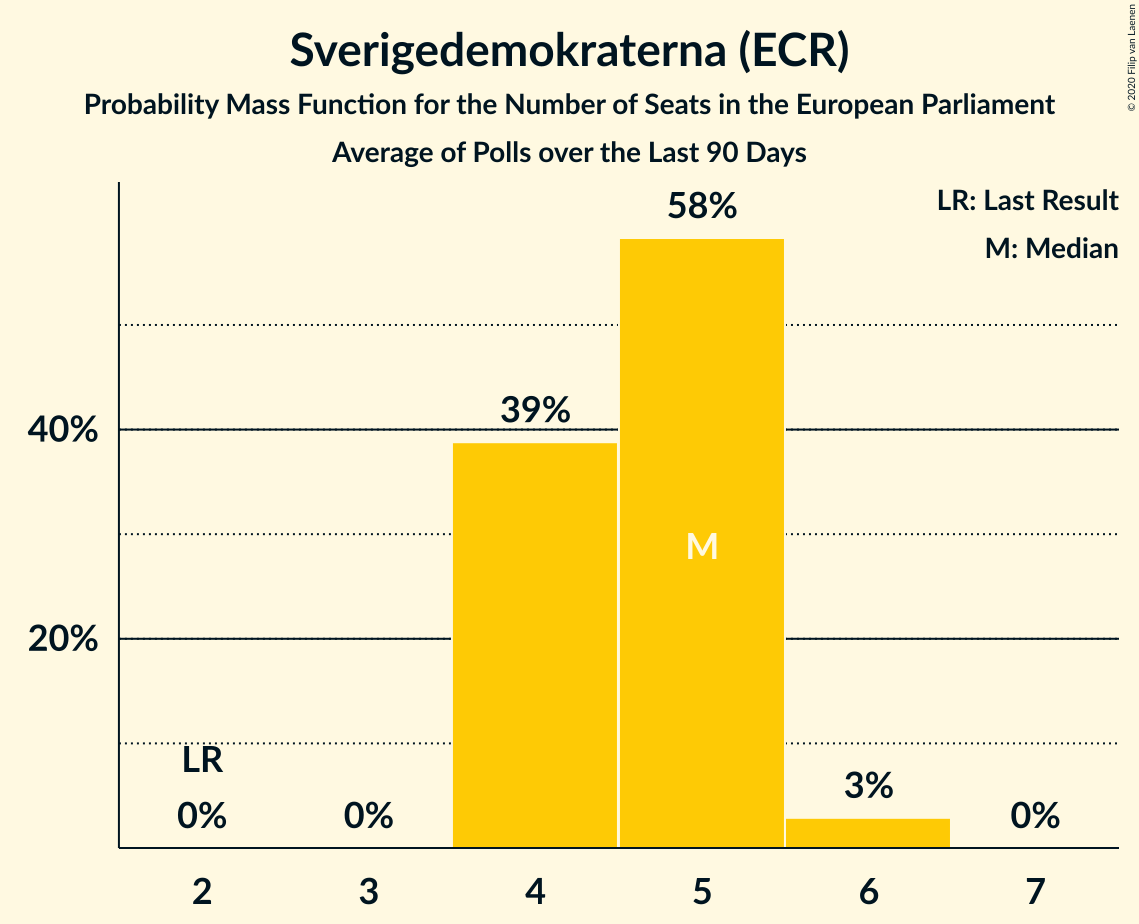 Sverigedemokraterna (ECR)
Probability Mass Function for the Number of Seats in the European Parliament
Average of Polls over the Last 90 Days
© 2020 Filip van Laenen
LR: Last Result
M: Median
58%
39%
40%
M
20%
LR
0%
0%
3%
0%
2
3
4
5
6
7